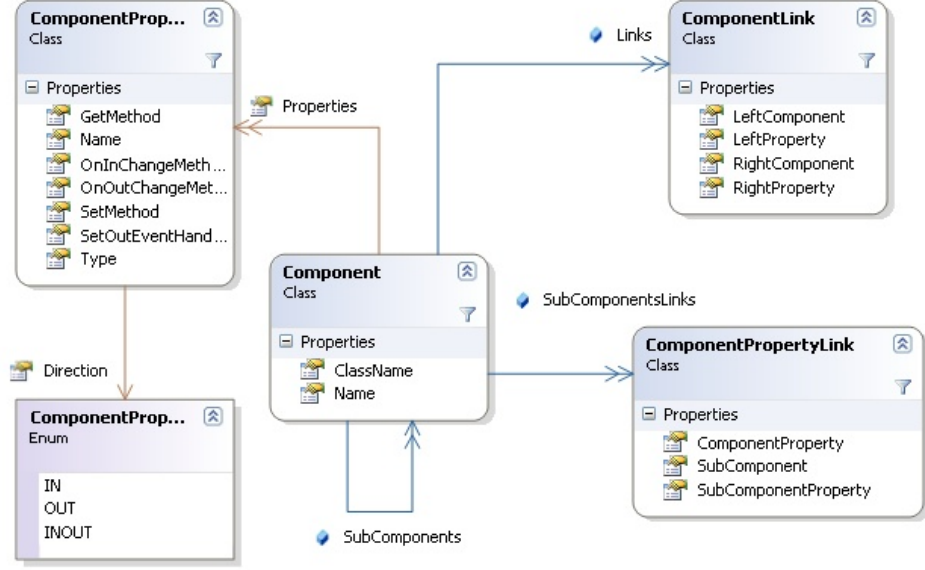 ComponentProp...
Class
Properties
GetMethod
Name
OnInChangeMeth...
OnOutChangeMet...
SetMethod
SetOutEventHand...
Type
Properties
Links
ComponentLink
Class
Properties
LeftComponent
LeftProperty
RightComponent
RightProperty
Component
Class
Properties
ClassName
Name
SubComponentsLinks
ComponentPropertyLink
Class
Properties
ComponentProperty
SubComponent
SubComponentProperty
Direction
ComponentProp...
Enum
IN
OUT
INOUT
SubComponents